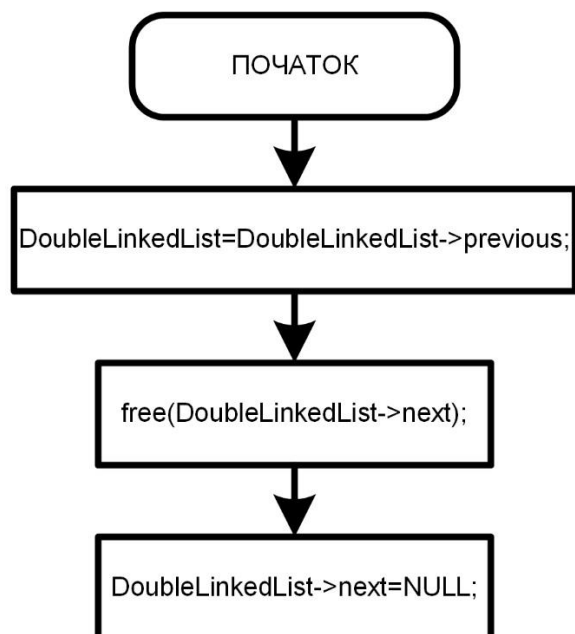 ПОЧАТОК
DoubleLinkedList=DoubleLinkedList->previous;
free(DoubleLinkedList->next);
DoubleLinkedList->next=NULL;